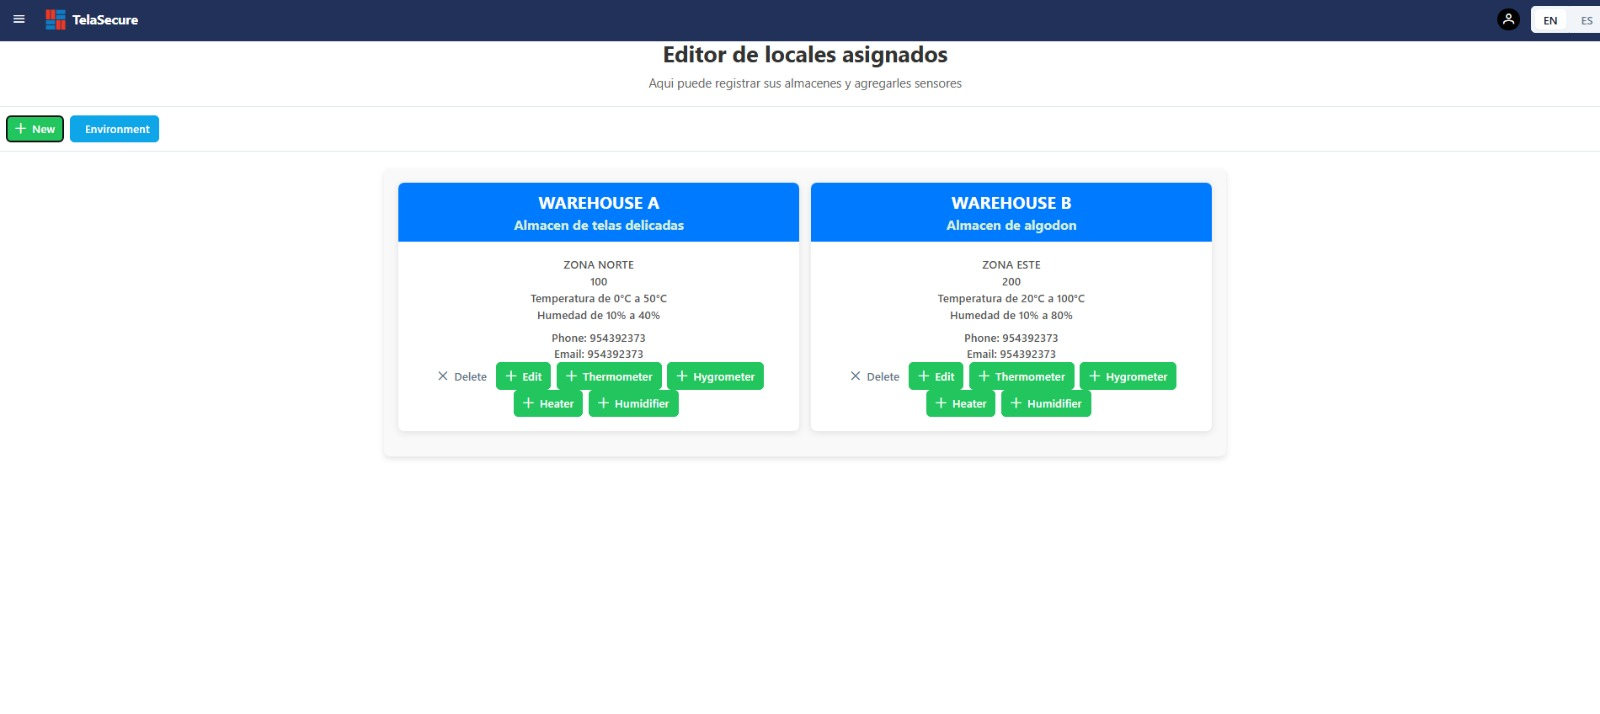 TelaSecure
EN ES
Editor de locales asignados
Aqui puede registrar sus almacenes y agregarles sensores
New Environment
WAREHOUSE A
Almacen de telas delicadas
ZONA NORTE
100
Temperatura de 0°C a 50°C
Humedad de 10% a 40%
Phone: 954392373
Email: 954392373
Delete Edit Thermometer Hygrometer
Heater Humidifier
WAREHOUSE B
Almacen de algodon
ZONA ESTE
200
Temperatura de 20°C a 100°C
Humedad de 10% a 80%
Phone: 954392373
Email: 954392373
Delete Edit Thermometer Hygrometer
Heater Humidifier